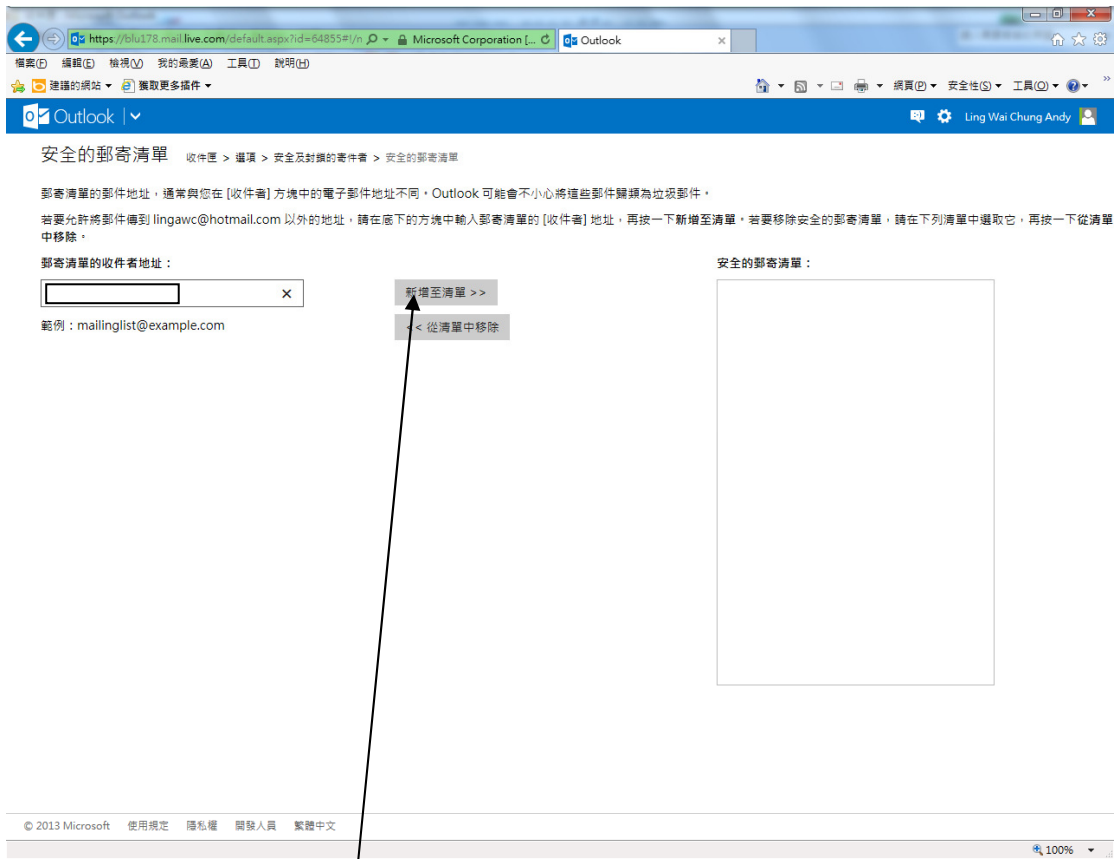 https://blu178.mail.live.com/default.aspx?id=64855#!/n
Microsoft Corporation [...
Outlook
檔案(F) 編輯(E) 檢視(V) 我的最愛(A) 工具(T) 說明(H)
建議的網站 獲取更多插件
網頁(P) 安全性(S) 工具(O)
Outlook
Ling Wai Chung Andy
安全的郵寄清單 收件匣 > 選項 > 安全及封鎖的寄件者 > 安全的郵寄清單
郵寄清單的郵件地址，通常與您在 [收件者] 方塊中的電子郵件地址不同。Outlook 可能會不小心將這些郵件歸類為垃圾郵件。
若要允許將郵件傳到 lingawc@hotmail.com 以外的地址，請在底下的方塊中輸入郵寄清單的 [收件者] 地址，再按一下新增至清單。若要移除安全的郵寄清單，請在下列清單中選取它，再按一下從清單
中移除。
郵寄清單的收件者地址：
安全的郵寄清單：
新增至清單 >>
範例：mailinglist@example.com
<< 從清單中移除
© 2013 Microsoft 使用規定 隱私權 開發人員 繁體中文
100%